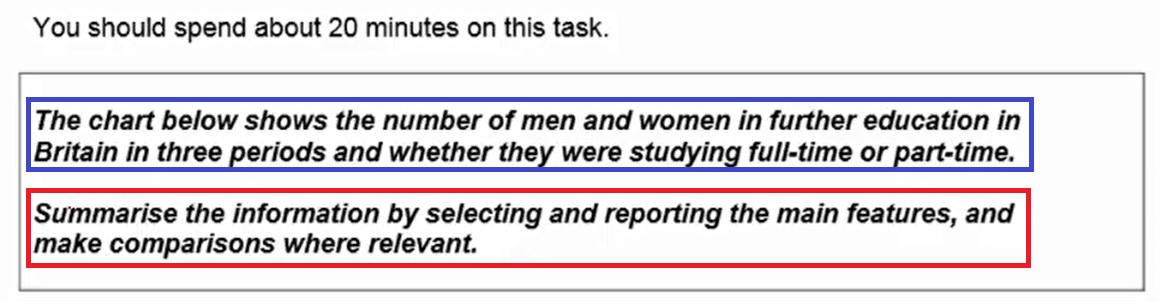 You should spend about 20 minutes on this task.
The chart below shows the number of men and women in further education in
Britain in three periods and whether they were studying full-time or part-time.
Summarise the information by selecting and reporting the main features, and
make comparisons where relevant.